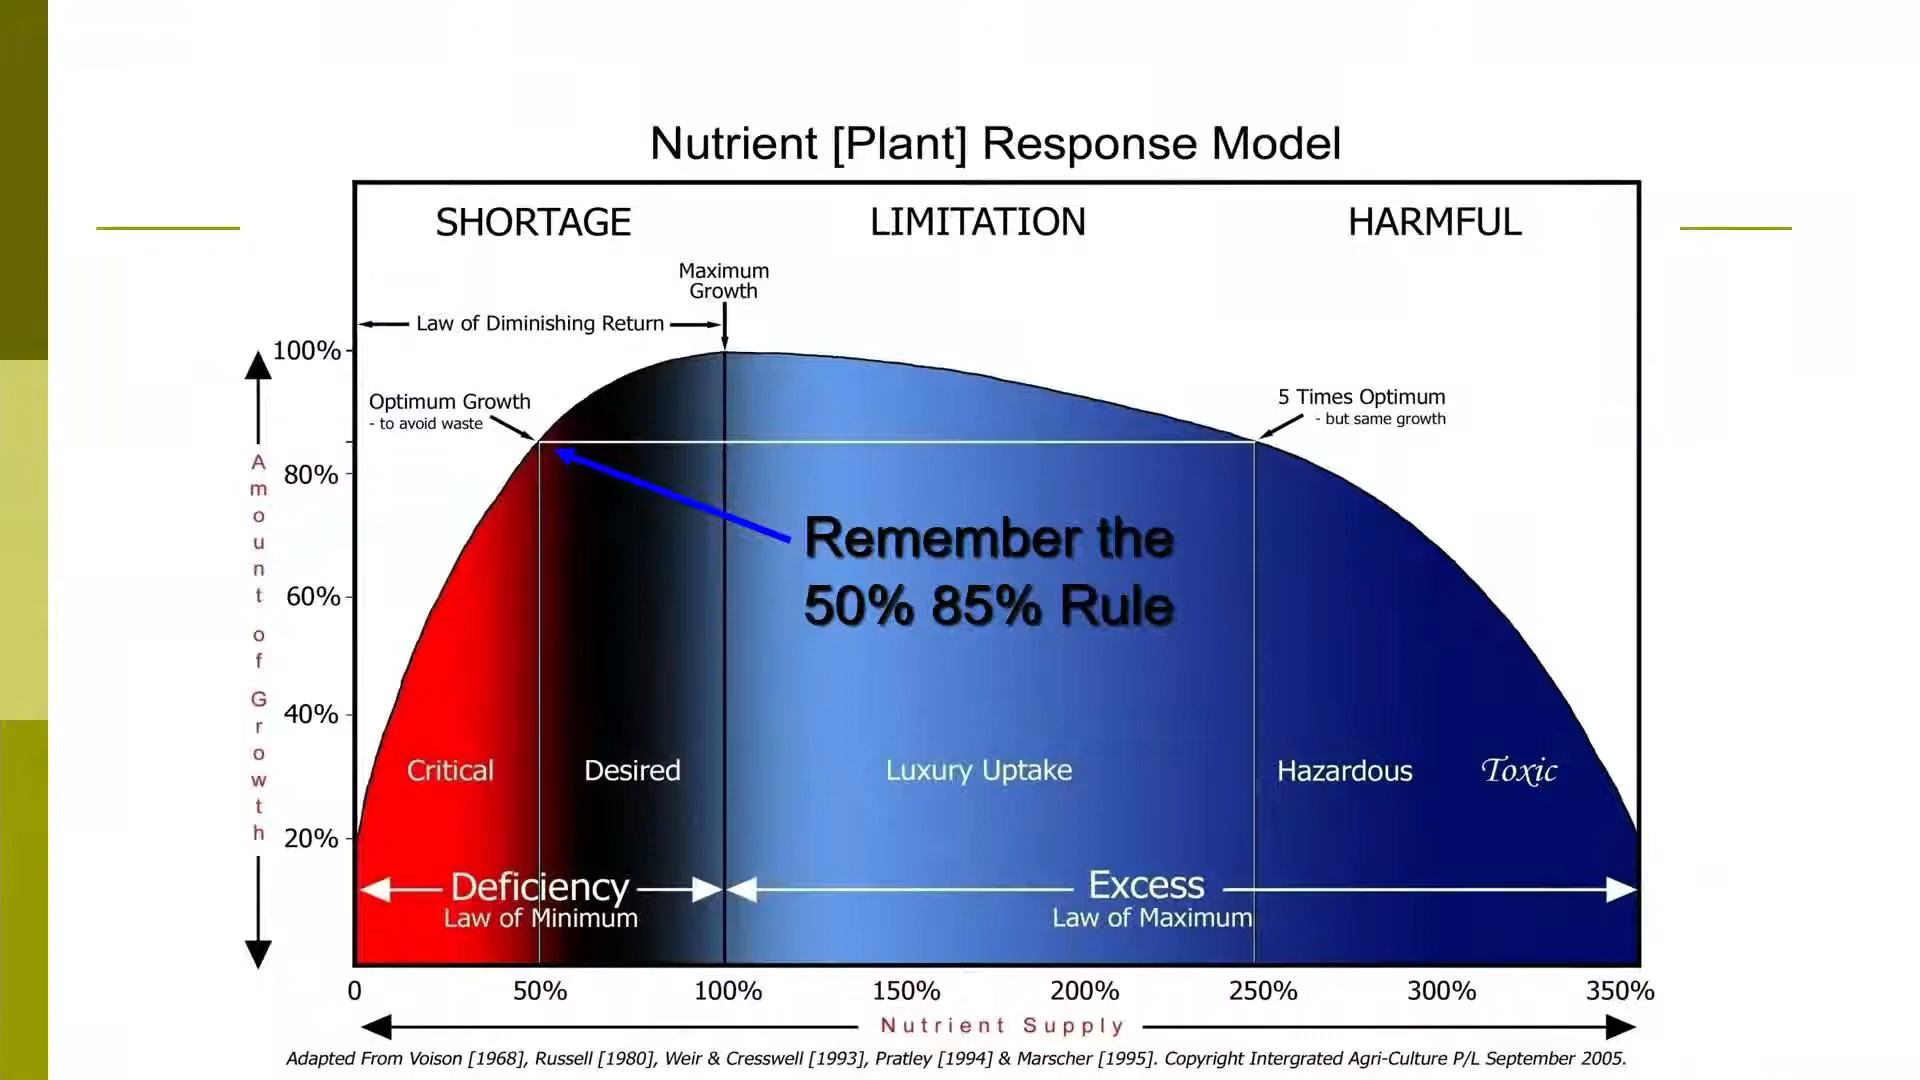 Nutrient [Plant] Response Model
SHORTAGE
LIMITATION
HARMFUL
Maximum
Growth
Law of Diminishing Return
100%
Optimum Growth
- to avoid waste
5 Times Optimum
- but same growth
80%
60%
40%
20%
Amount of Growth
Remember the
50% 85% Rule
Critical
Desired
Luxury Uptake
Hazardous
Toxic
Deficiency
Law of Minimum
Excess
Law of Maximum
0 50% 100% 150% 200% 250% 300% 350%
Nutrient Supply
Adapted From Voison [1968], Russell [1980], Weir & Cresswell [1993], Pratley [1994] & Marscher [1995]. Copyright Intergrated Agri-Culture P/L September 2005.